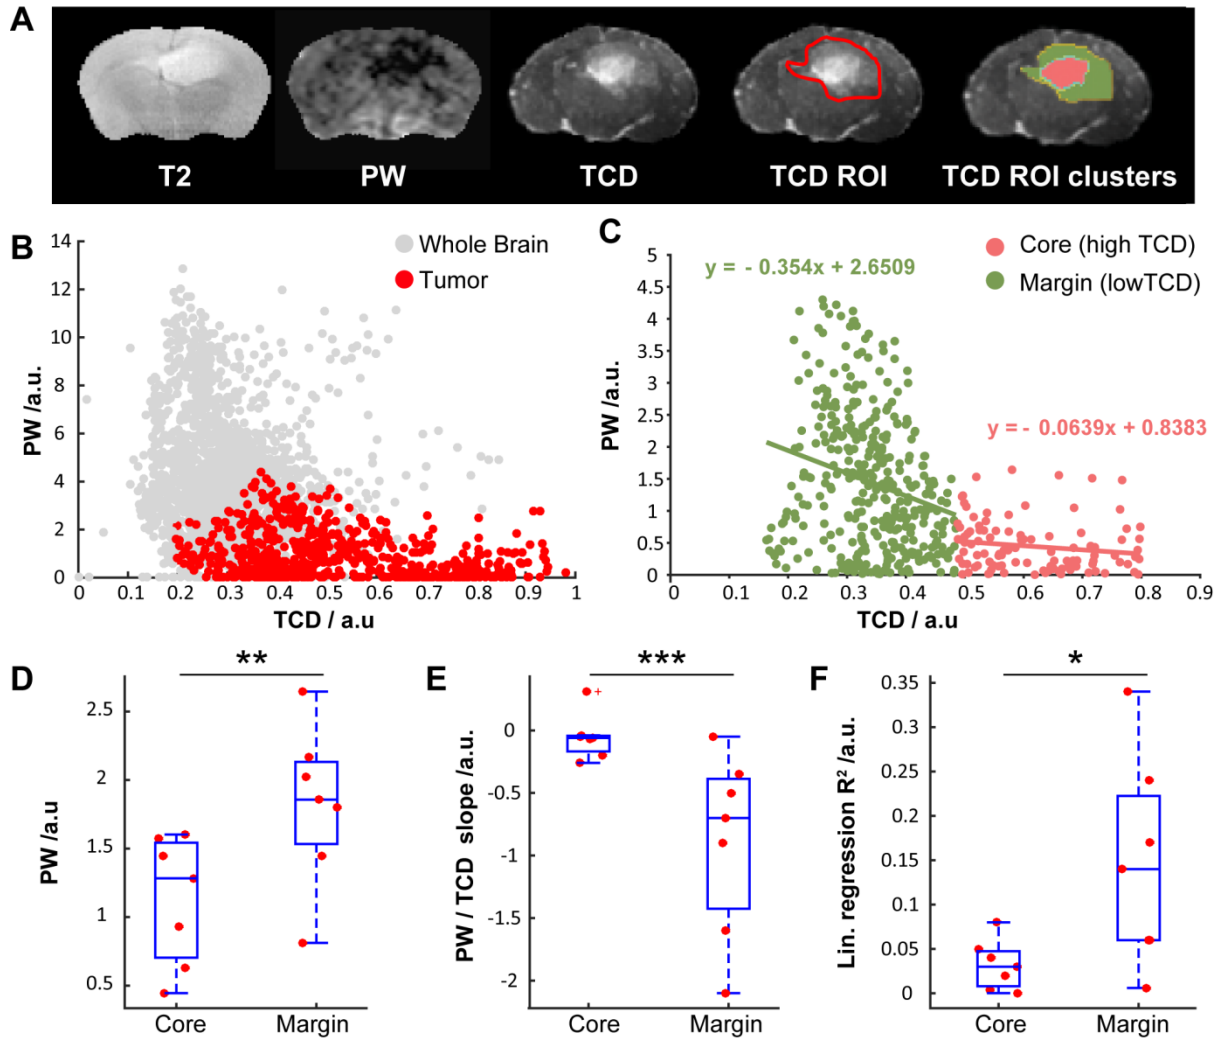 A
T2
PW
TCD
TCD ROI
TCD ROI clusters
B
Whole Brain
Tumor
PW /a.u.
14
12
10
8
6
4
2
0
0
0.1
0.2
0.3
0.4
0.5
0.6
0.7
0.8
0.9
1
TCD / a.u
C
Core (high TCD)
Margin (lowTCD)
y = - 0.354x + 2.6509
y = - 0.0639x + 0.8383
PW /a.u.
5
4.5
4
3.5
3
2.5
2
1.5
1
0.5
0
0
0.1
0.2
0.3
0.4
0.5
0.6
0.7
0.8
0.9
TCD / a.u
D
**
PW /a.u
2.5
2
1.5
1
0.5
Core
Margin
E
***
PW / TCD slope /a.u.
0
-0.5
-1
-1.5
-2
+
Core
Margin
F
*
Lin. regression R² /a.u.
0.35
0.3
0.25
0.2
0.15
0.1
0.05
0
Core
Margin